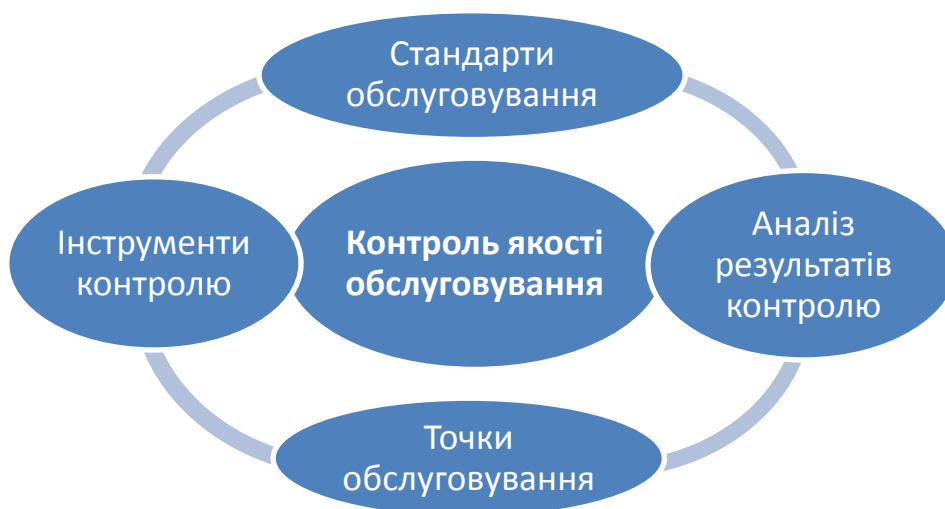 Стандарти
обслуговування
Інструменти
контролю
Контроль якості
обслуговування
Аналіз
результатів
контролю
Точки
обслуговування